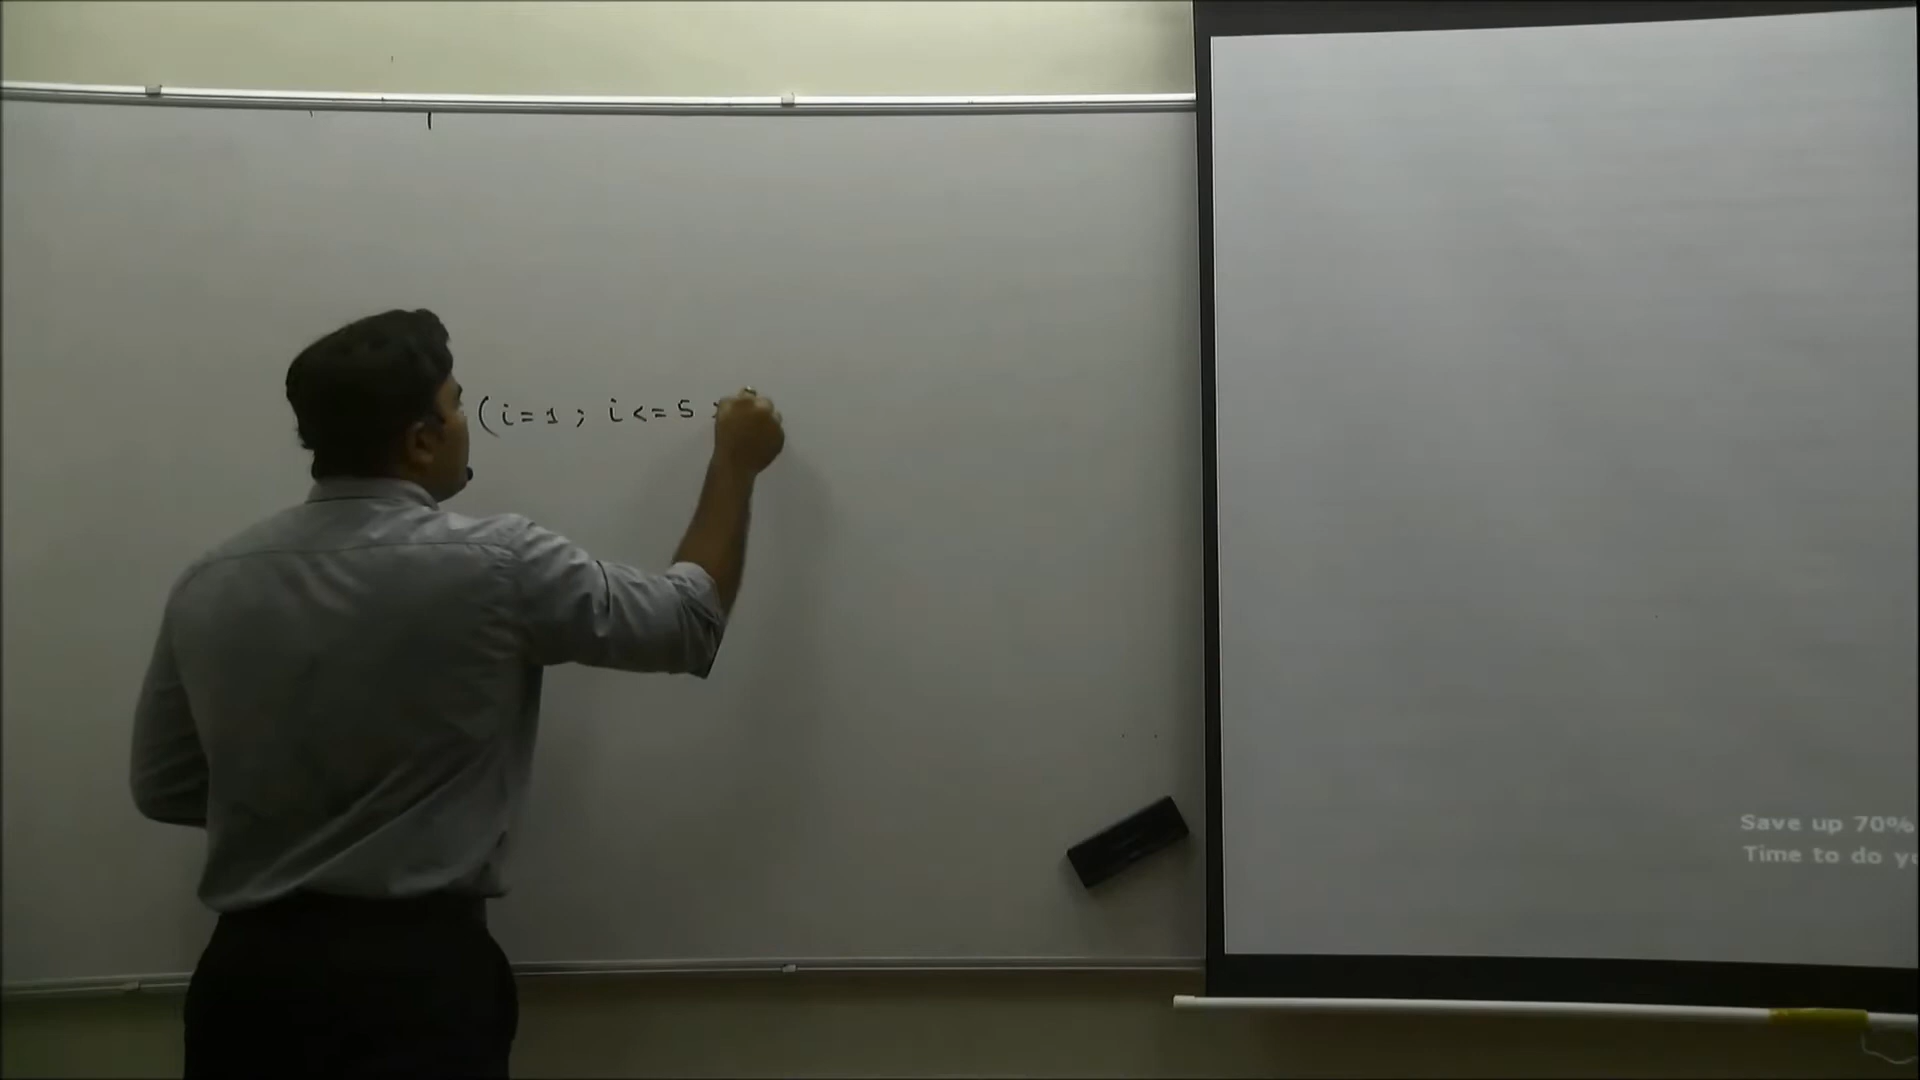 (i=1 ; i<=5 ;
Save up 70%
Time to do